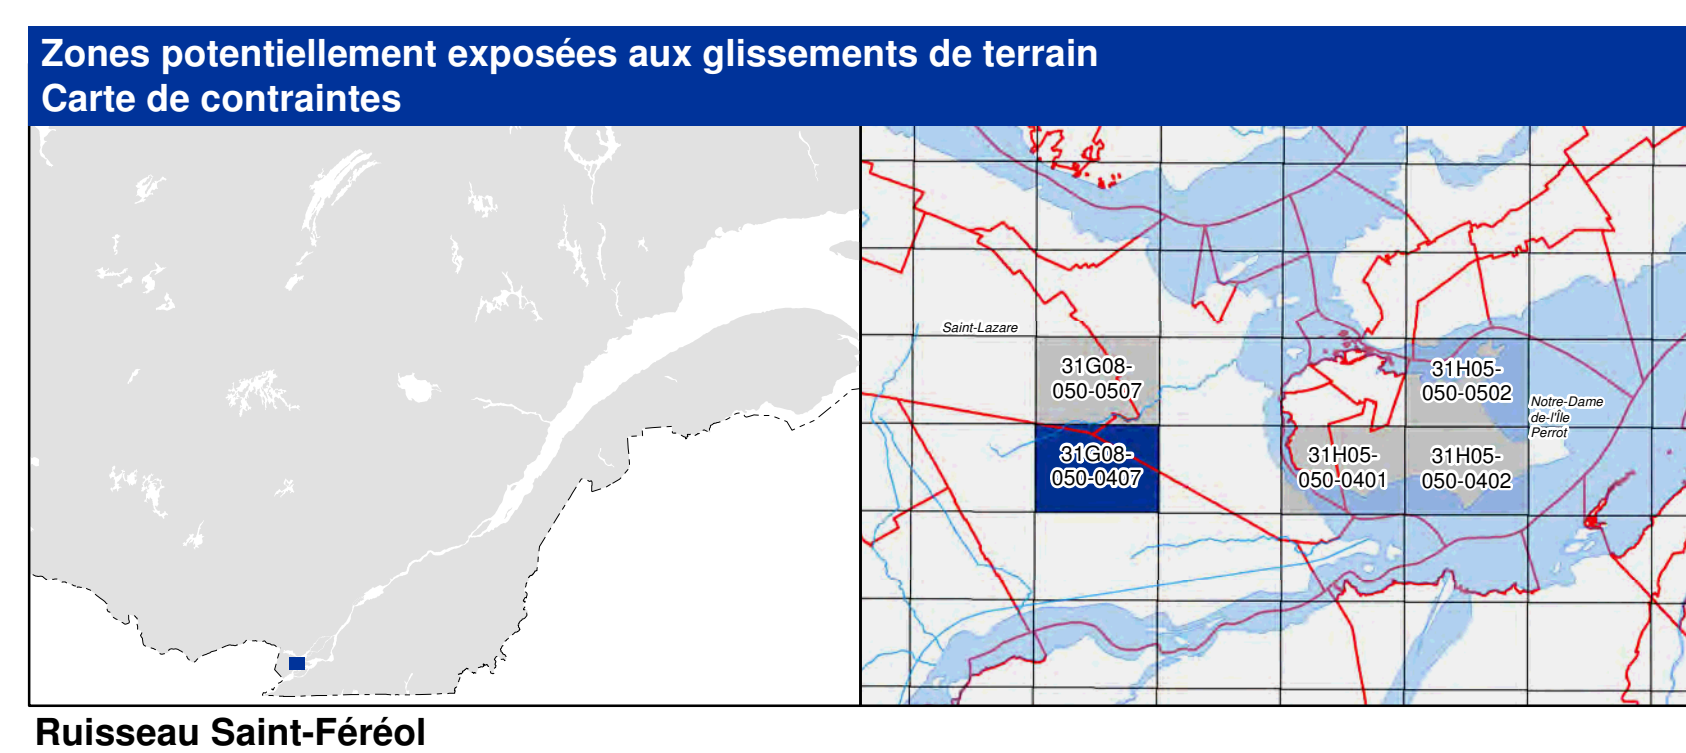 Zones potentiellement exposées aux glissements de terrain
Carte de contraintes
Saint-Lazare
31G08-
050-0507
31H05-
050-0502
Notre-Dame
de-l'Île
Perrot
31G08-
050-0407
31H05-
050-0401
31H05-
050-0402
Ruisseau Saint-Féréol